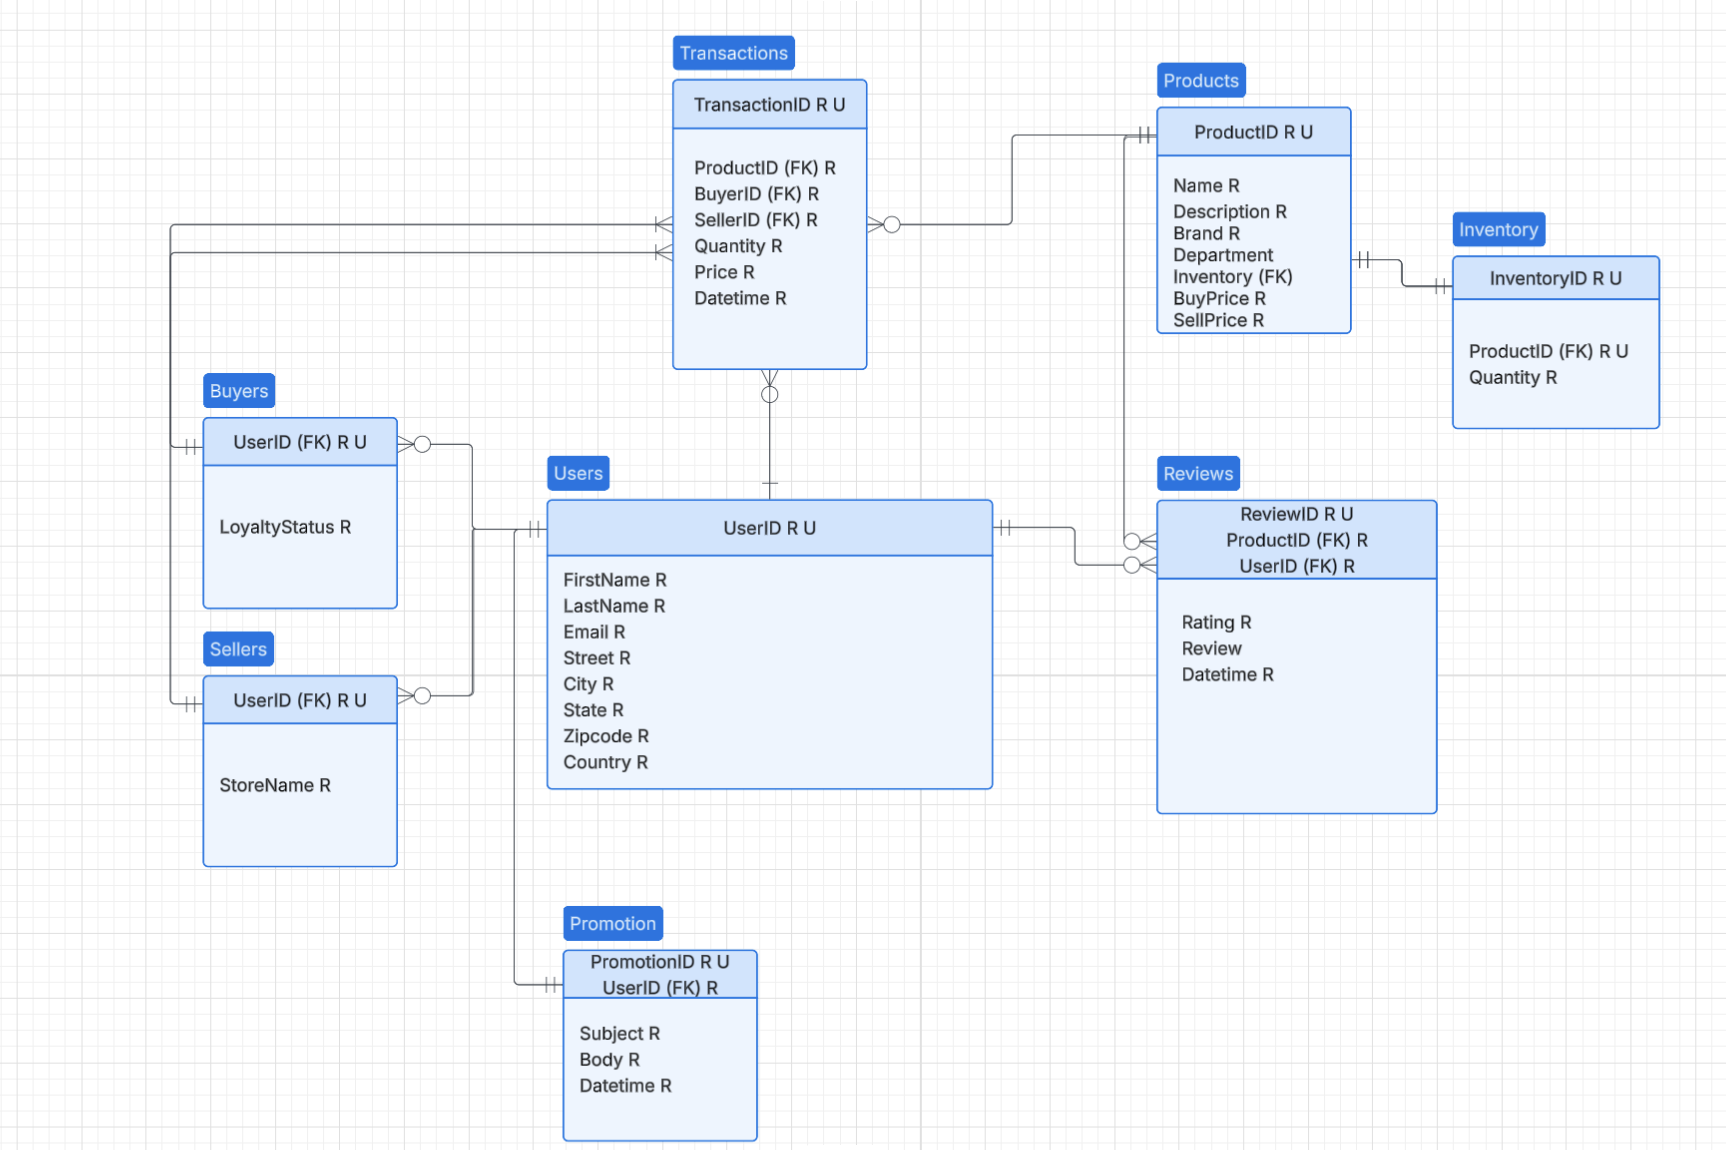 Transactions
TransactionID R U
ProductID (FK) R
BuyerID (FK) R
SellerID (FK) R
Quantity R
Price R
Datetime R
Products
ProductID R U
Name R
Description R
Brand R
Department
Inventory (FK)
BuyPrice R
SellPrice R
Inventory
InventoryID R U
ProductID (FK) R U
Quantity R
Buyers
UserID (FK) R U
LoyaltyStatus R
Sellers
UserID (FK) R U
StoreName R
Users
UserID R U
FirstName R
LastName R
Email R
Street R
City R
State R
Zipcode R
Country R
Reviews
ReviewID R U
ProductID (FK) R
UserID (FK) R
Rating R
Review
Datetime R
Promotion
PromotionID R U
UserID (FK) R
Subject R
Body R
Datetime R